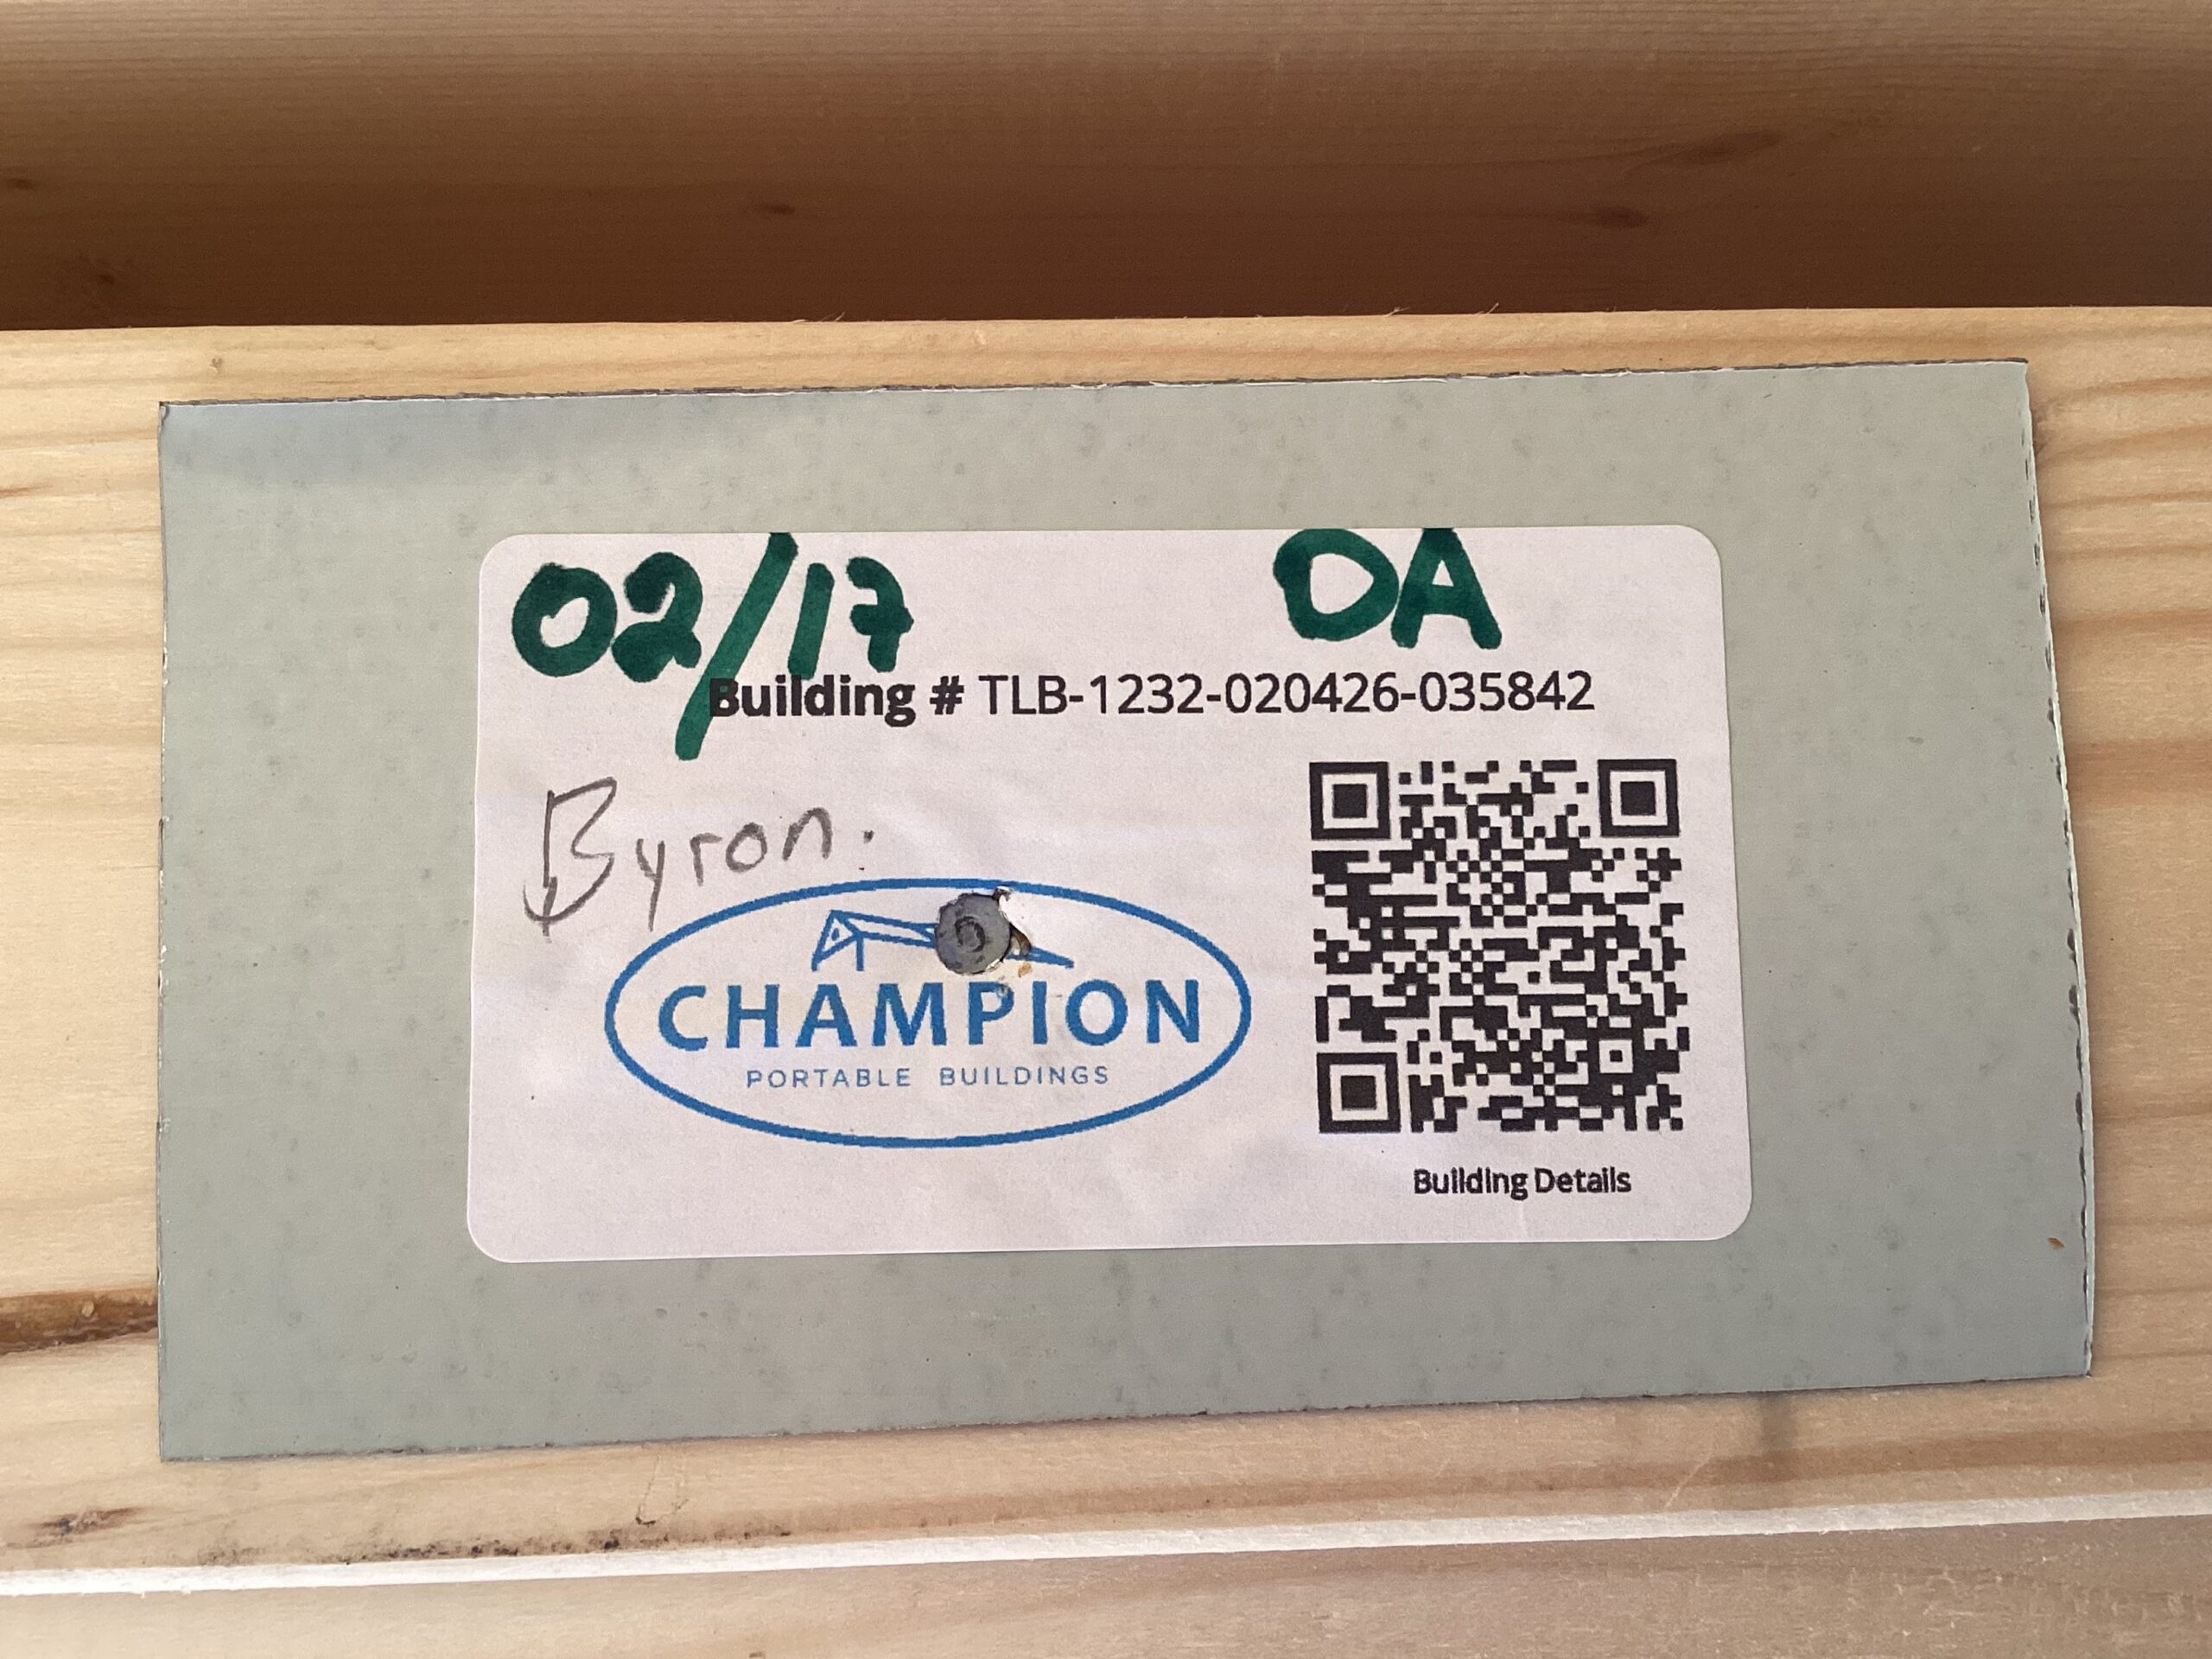 02/17 OA
Building # TLB-1232-020426-035842
Byron.
CHAMPION
PORTABLE BUILDINGS
Building Details